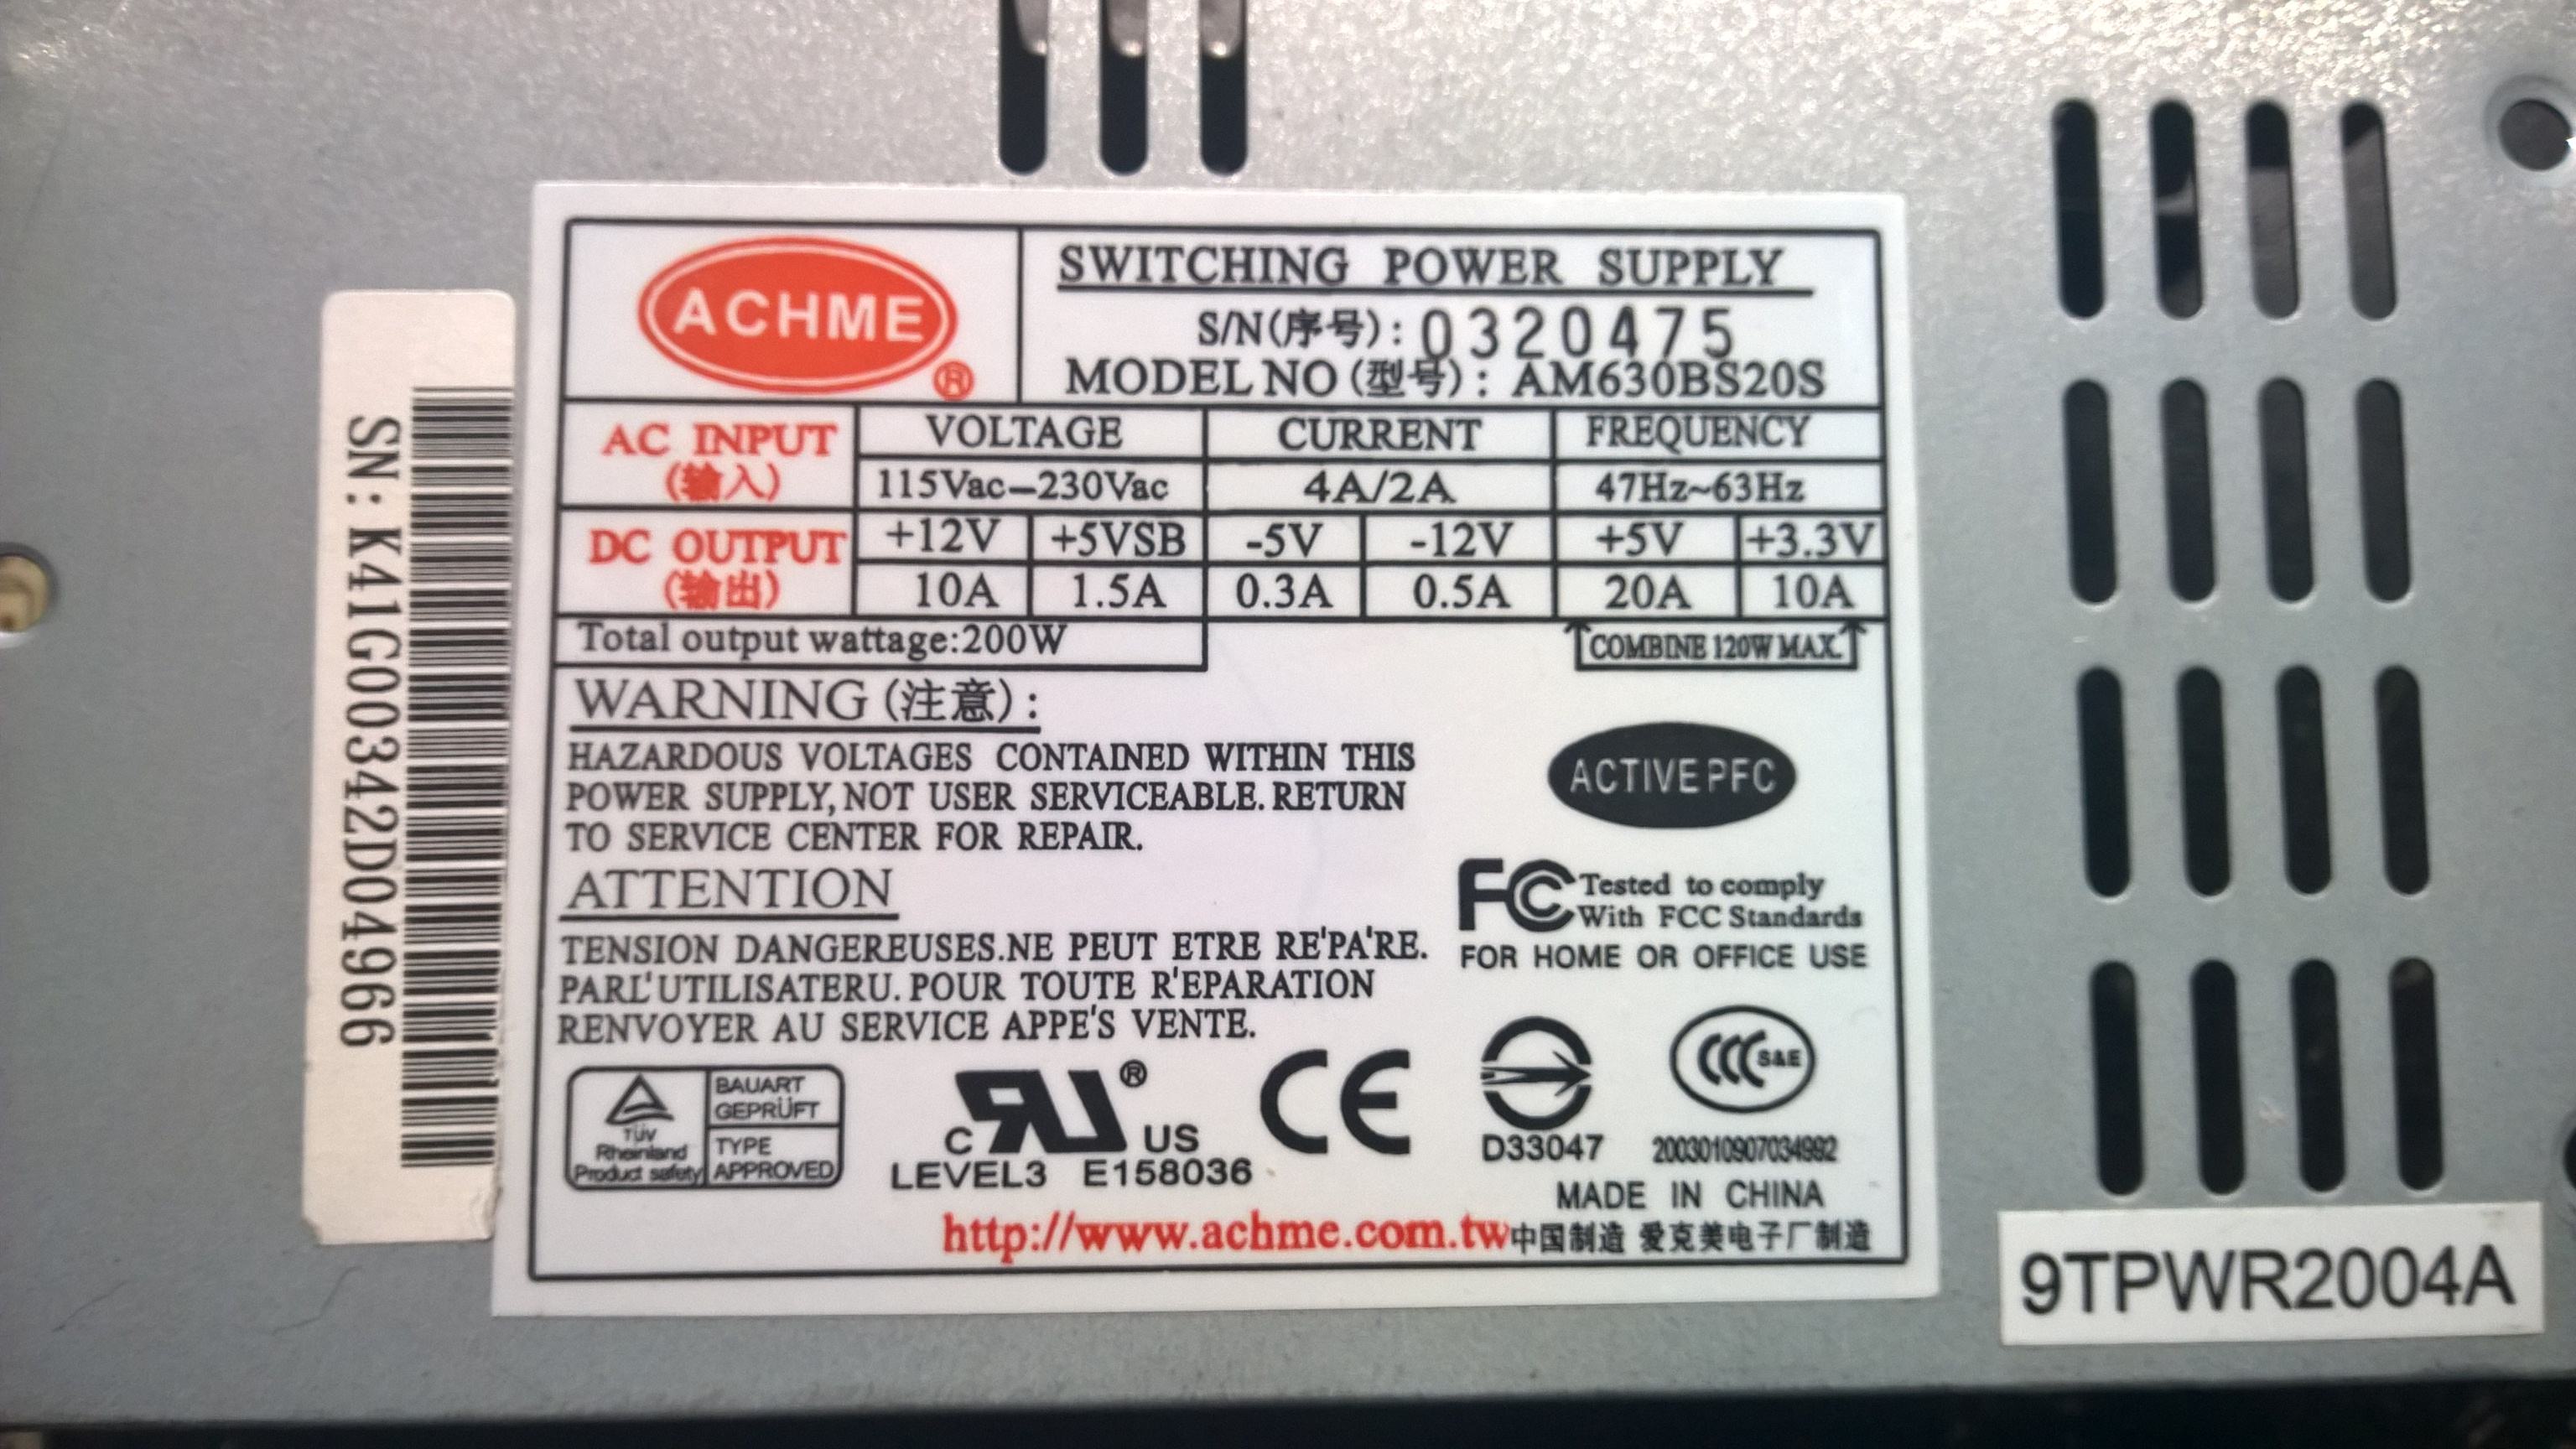 ACHME
®
SWITCHING POWER SUPPLY
S/N(序号): 0320475
MODEL NO (型号): AM630BS20S
AC INPUT
(输入)
VOLTAGE CURRENT FREQUENCY
115Vac–230Vac 4A/2A 47Hz~63Hz
DC OUTPUT
(输出)
+12V +5VSB -5V -12V +5V +3.3V
10A 1.5A 0.3A 0.5A 20A 10A
Total output wattage:200W
COMBINE 120W MAX.
WARNING (注意):
HAZARDOUS VOLTAGES CONTAINED WITHIN THIS
POWER SUPPLY, NOT USER SERVICEABLE. RETURN
TO SERVICE CENTER FOR REPAIR.
ACTIVE PFC
ATTENTION
TENSION DANGEREUSES.NE PEUT ETRE RE'PA'RE.
PARL'UTILISATERU. POUR TOUTE R'EPARATION
RENVOYER AU SERVICE APPE'S VENTE.
FC Tested to comply
With FCC Standards
FOR HOME OR OFFICE USE
TÜV
Rheinland
Product safety
BAUART
GEPRÜFT
TYPE
APPROVED
C RU ® US
LEVEL3 E158036
CE
D33047
CCC S&E
2003010907034992
MADE IN CHINA
http://www.achme.com.tw
中国制造 爱克美电子厂制造
SN: K41G00342D04966
9TPWR2004A